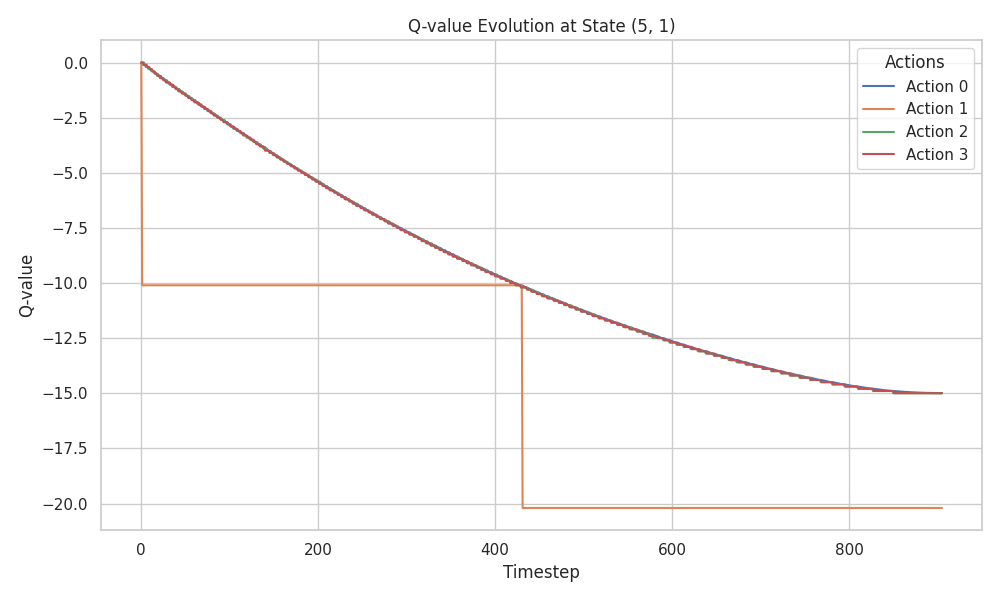 Q-value Evolution at State (5, 1)
Actions
Action 0
Action 1
Action 2
Action 3
Q-value
0.0
−2.5
−5.0
−7.5
−10.0
−12.5
−15.0
−17.5
−20.0
0 200 400 600 800
Timestep